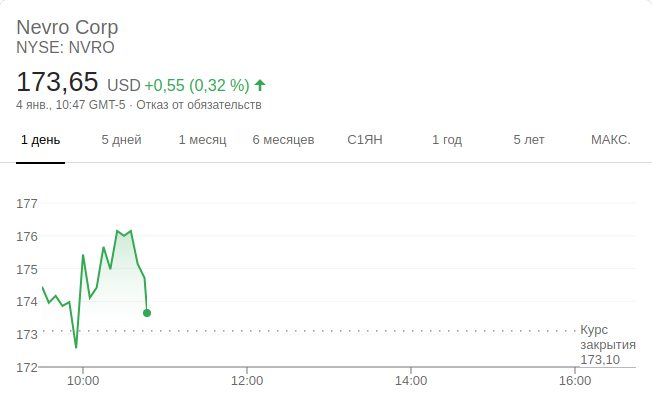 Nevro Corp
NYSE: NVRO
173,65 USD +0,55 (0,32 %)
4 янв., 10:47 GMT-5 · Отказ от обязательств
1 день 5 дней 1 месяц 6 месяцев С1ЯН 1 год 5 лет МАКС.
177
176
175
174
173
172
Курс
закрытия
173,10
10:00 12:00 14:00 16:00